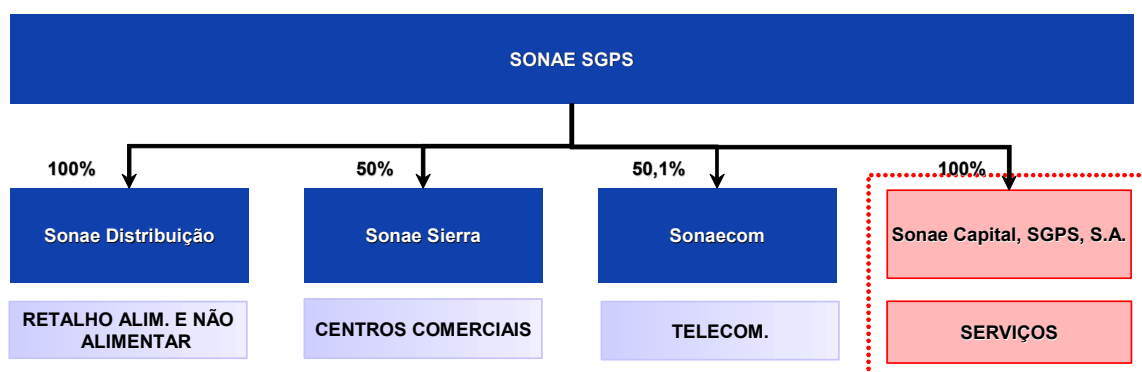 SONAE SGPS
100%
50%
50,1%
100%
Sonae Distribuição
Sonae Sierra
Sonaecom
Sonae Capital, SGPS, S.A.
RETALHO ALIM. E NÃO
ALIMENTAR
CENTROS COMERCIAIS
TELECOM.
SERVIÇOS